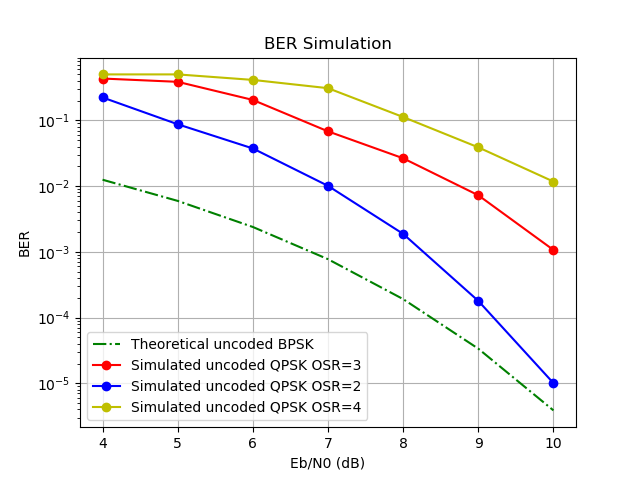 BER Simulation
BER
10⁻¹
10⁻²
10⁻³
10⁻⁴
10⁻⁵
Theoretical uncoded BPSK
Simulated uncoded QPSK OSR=3
Simulated uncoded QPSK OSR=2
Simulated uncoded QPSK OSR=4
4 5 6 7 8 9 10
Eb/N0 (dB)